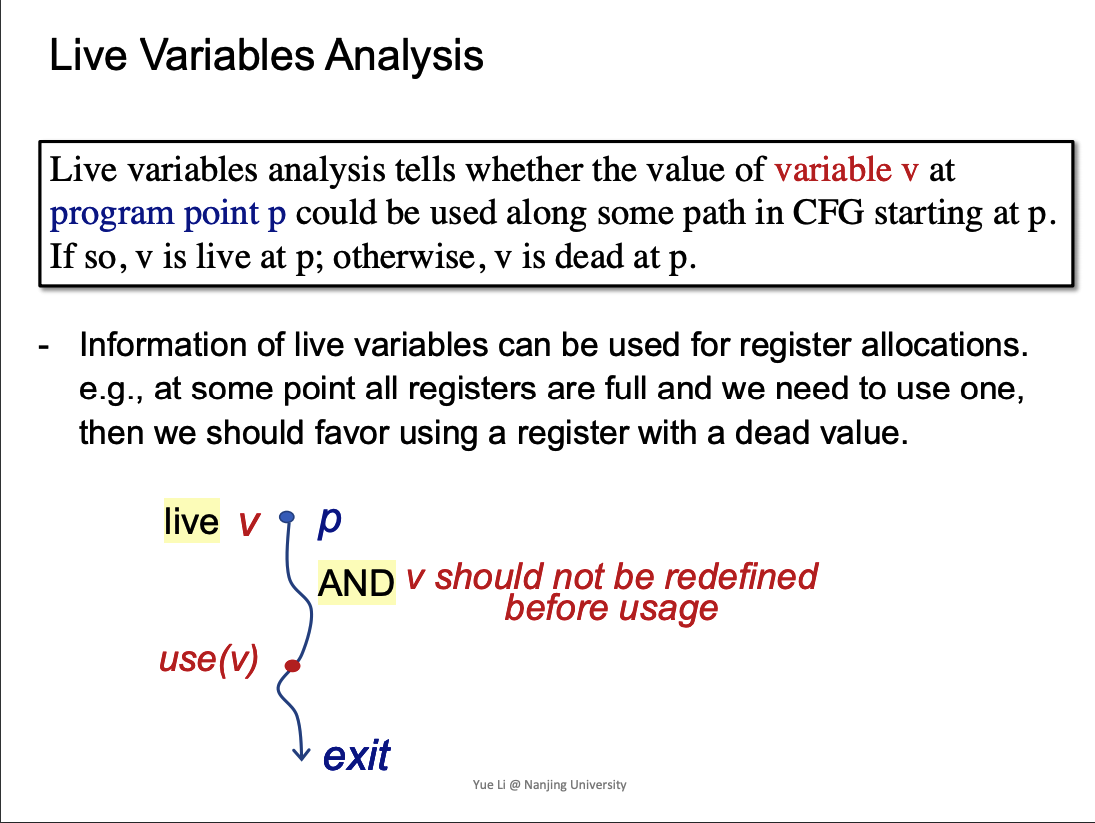 Live Variables Analysis
Live variables analysis tells whether the value of variable v at
program point p could be used along some path in CFG starting at p.
If so, v is live at p; otherwise, v is dead at p.
- Information of live variables can be used for register allocations.
e.g., at some point all registers are full and we need to use one,
then we should favor using a register with a dead value.
live v p
AND v should not be redefined
before usage
use(v)
exit
Yue Li @ Nanjing University